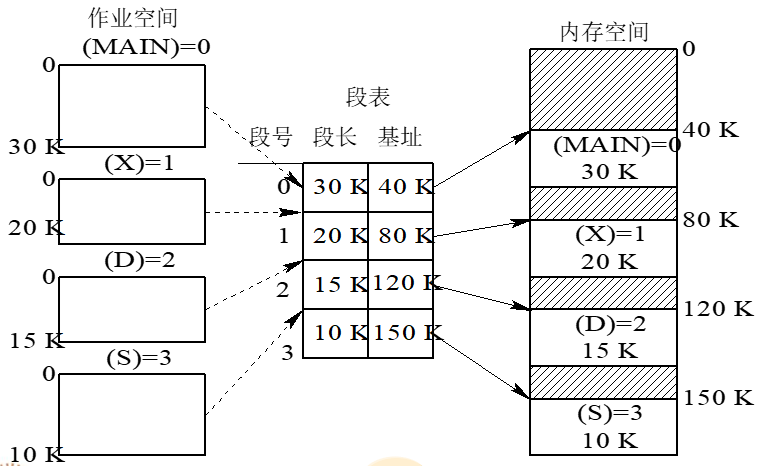 作业空间
(MAIN)=0
0
30 K
(X)=1
0
20 K
(D)=2
0
15 K
(S)=3
0
10 K
段表
段号 段长 基址
0 30 K 40 K
1 20 K 80 K
2 15 K 120 K
3 10 K 150 K
内存空间
0
40 K
(MAIN)=0
30 K
80 K
(X)=1
20 K
120 K
(D)=2
15 K
150 K
(S)=3
10 K